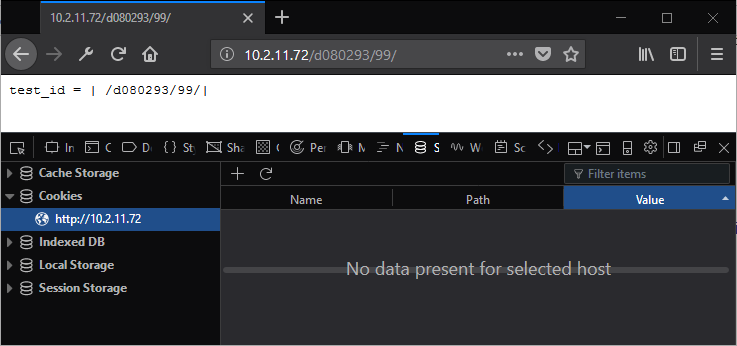 10.2.11.72/d080293/99/
10.2.11.72/d080293/99/
test_id = | /d080293/99/|
In C De {} Sty Sha C Pe M N S W Sc
Cache Storage
Filter items
Cookies
Name Path Value
http://10.2.11.72
Indexed DB
Local Storage
No data present for selected host
Session Storage